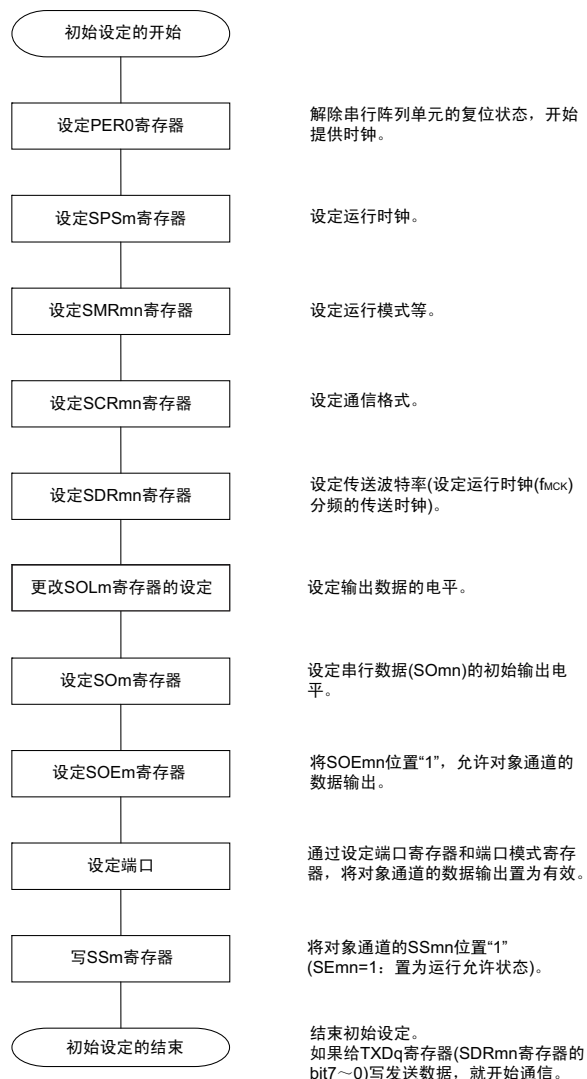 初始设定的开始
设定PER0寄存器
解除串行阵列单元的复位状态，开始
提供时钟。
设定SPSm寄存器
设定运行时钟。
设定SMRmn寄存器
设定运行模式等。
设定SCRmn寄存器
设定通信格式。
设定SDRmn寄存器
设定传送波特率(设定运行时钟(fMCK)
分频的传送时钟)。
更改SOLm寄存器的设定
设定输出数据的电平。
设定SOm寄存器
设定串行数据(SOmn)的初始输出电
平。
设定SOEm寄存器
将SOEmn位置“1”，允许对象通道的
数据输出。
设定端口
通过设定端口寄存器和端口模式寄存
器，将对象通道的数据输出置为有效。
写SSm寄存器
将对象通道的SSmn位置“1”
(SEmn=1：置为运行允许状态)。
初始设定的结束
结束初始设定。
如果给TXDq寄存器(SDRmn寄存器的
bit7～0)写发送数据，就开始通信。